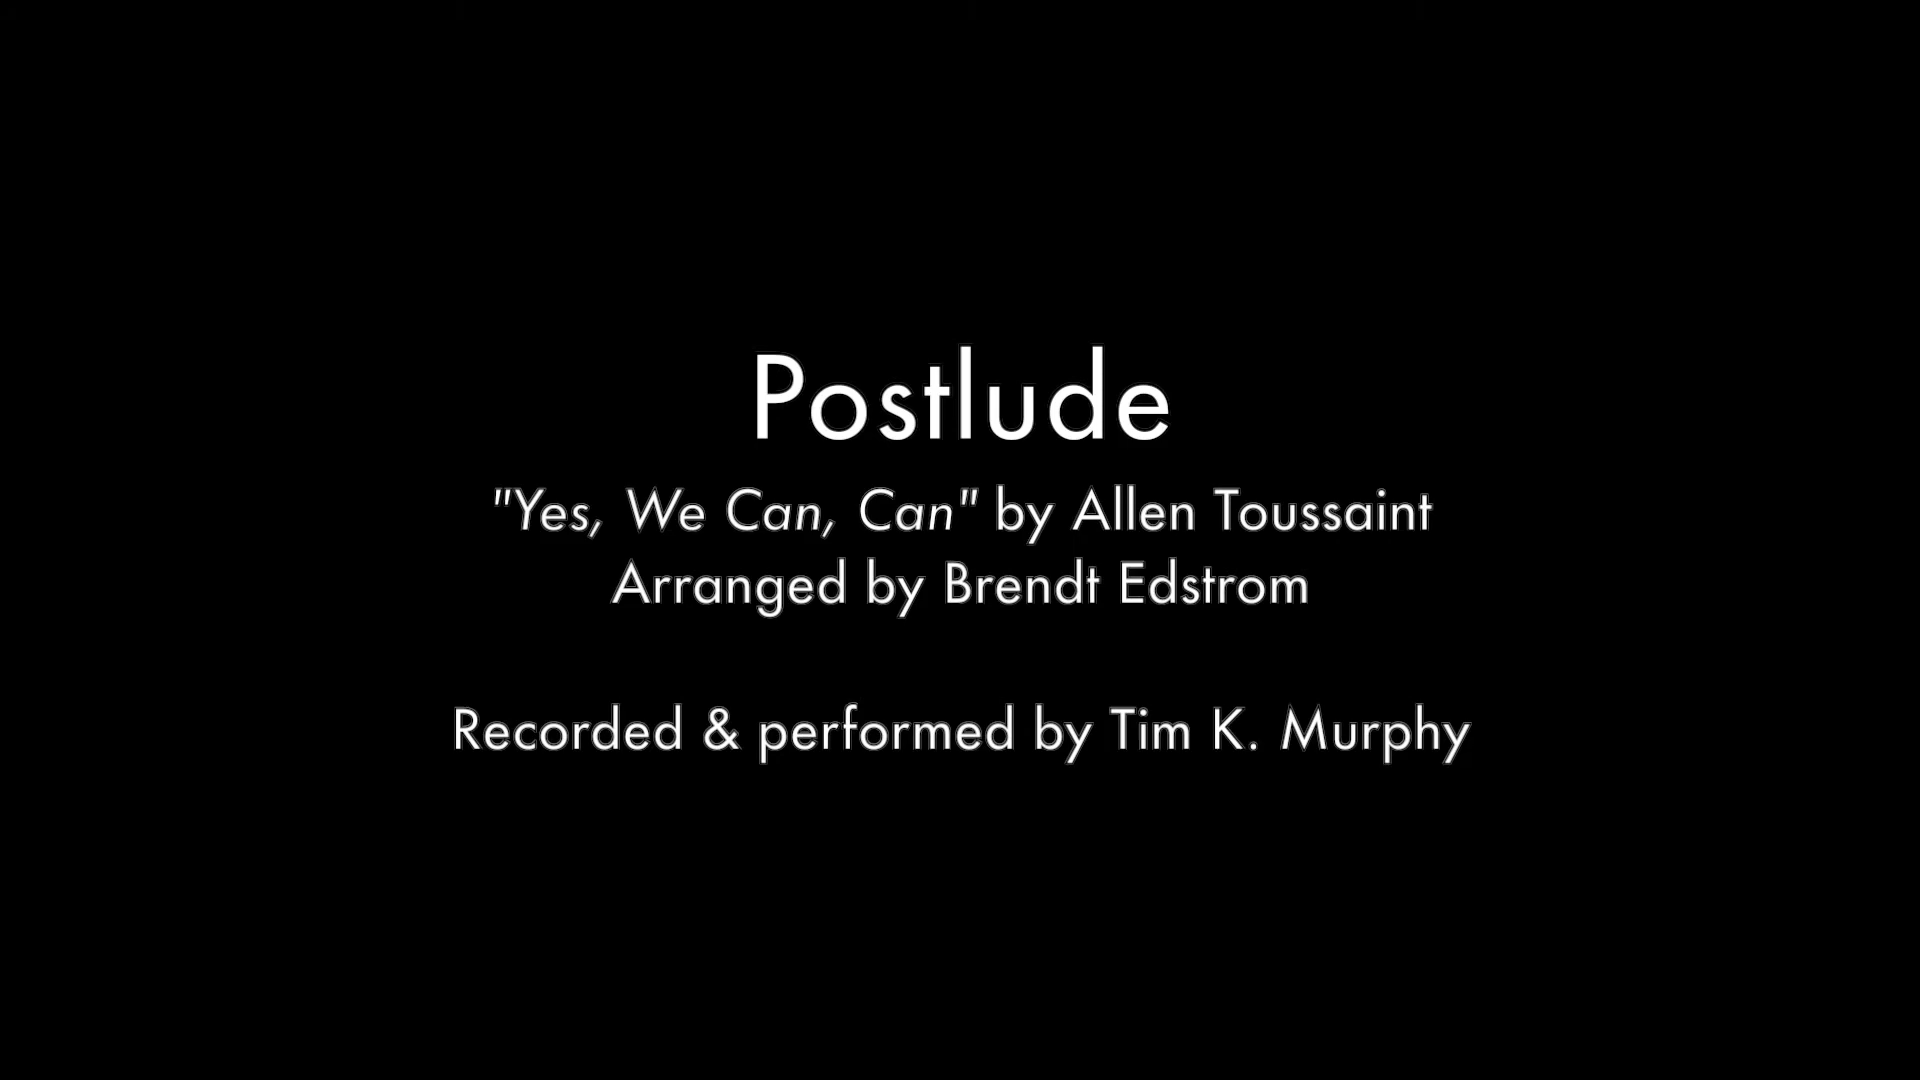 Postlude
"Yes, We Can, Can" by Allen Toussaint
Arranged by Brendt Edstrom
Recorded & performed by Tim K. Murphy